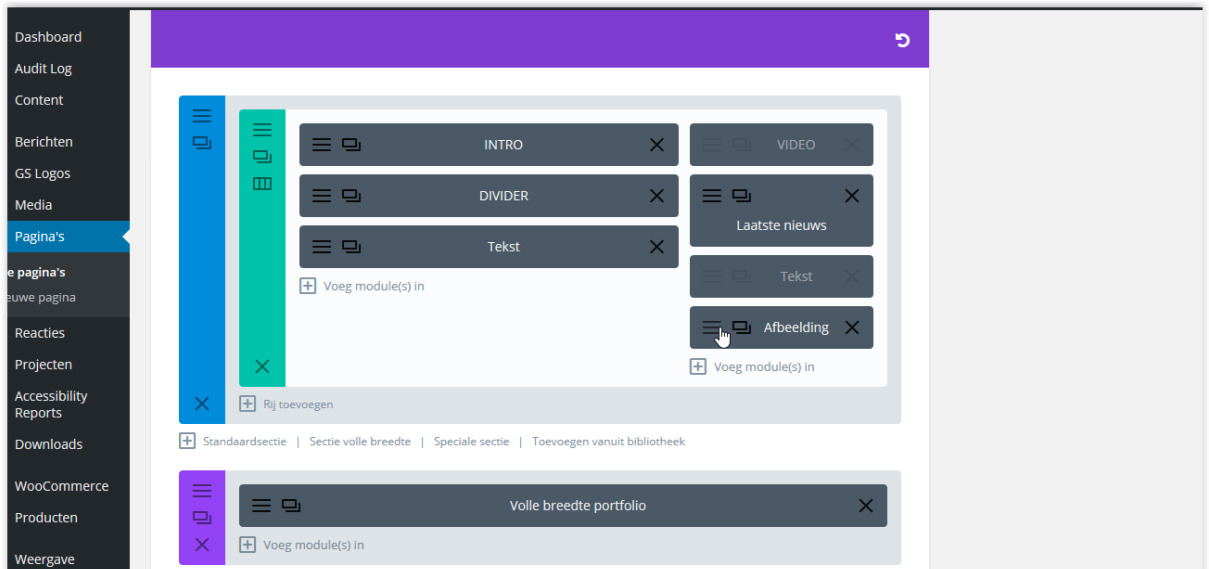 Dashboard
Audit Log
Content
Berichten
GS Logos
Media
Pagina's
e pagina's
euwe pagina
Reacties
Projecten
Accessibility
Reports
Downloads
WooCommerce
Producten
Weergave
INTRO
DIVIDER
Tekst
Voeg module(s) in
VIDEO
Laatste nieuws
Tekst
Afbeelding
Voeg module(s) in
Rij toevoegen
Standaardsectie | Sectie volle breedte | Speciale sectie | Toevoegen vanuit bibliotheek
Volle breedte portfolio
Voeg module(s) in